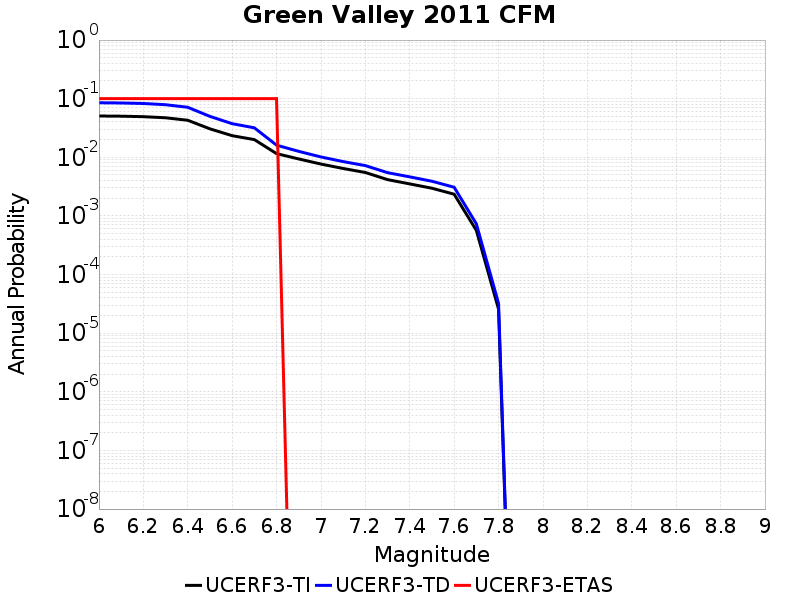 Green Valley 2011 CFM
Annual Probability
10^0
10^-1
10^-2
10^-3
10^-4
10^-5
10^-6
10^-7
10^-8
6 6.2 6.4 6.6 6.8 7 7.2 7.4 7.6 7.8 8 8.2 8.4 8.6 8.8 9
Magnitude
UCERF3-TI UCERF3-TD UCERF3-ETAS